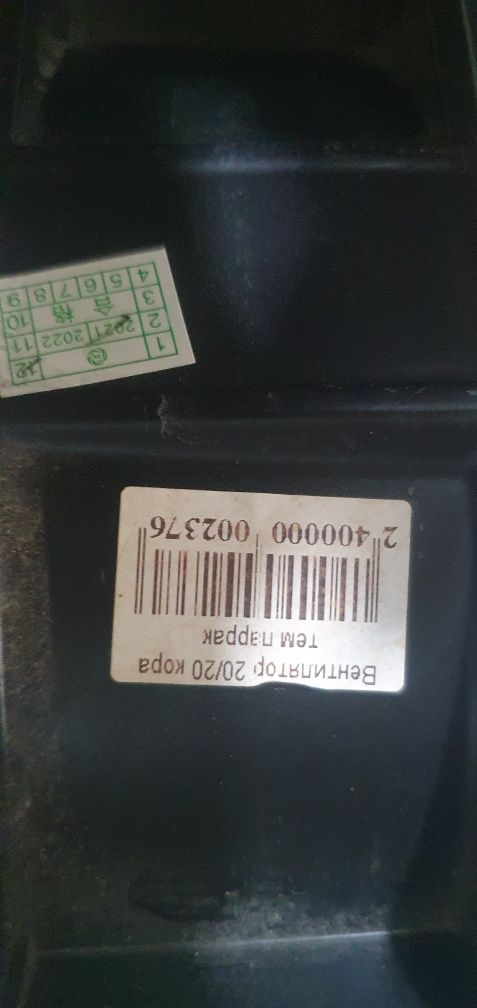 Вентилятор 20/20 кора
тем паррак
2 400000 002376
1 12
2 2021 2022 11
3 合格 10
4 5 6 7 8 9